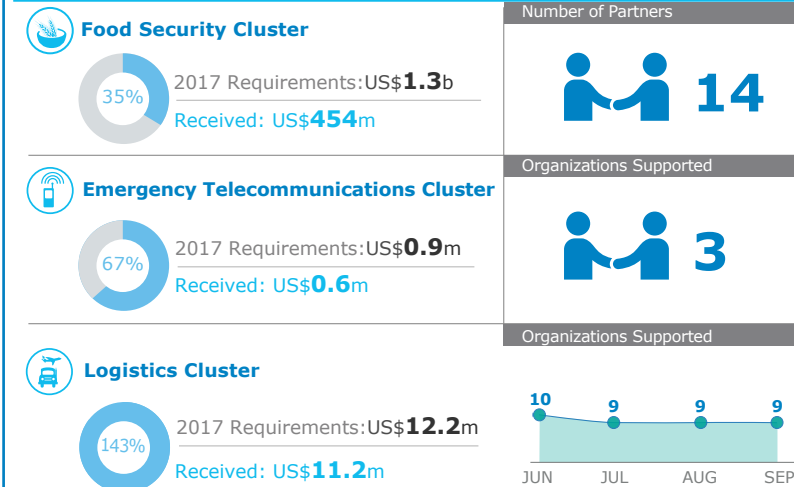 Food Security Cluster
35%
2017 Requirements:US$1.3b
Received: US$454m
Number of Partners
14
Emergency Telecommunications Cluster
67%
2017 Requirements:US$0.9m
Received: US$0.6m
Organizations Supported
3
Logistics Cluster
143%
2017 Requirements:US$12.2m
Received: US$11.2m
Organizations Supported
10 9 9 9
JUN JUL AUG SEP